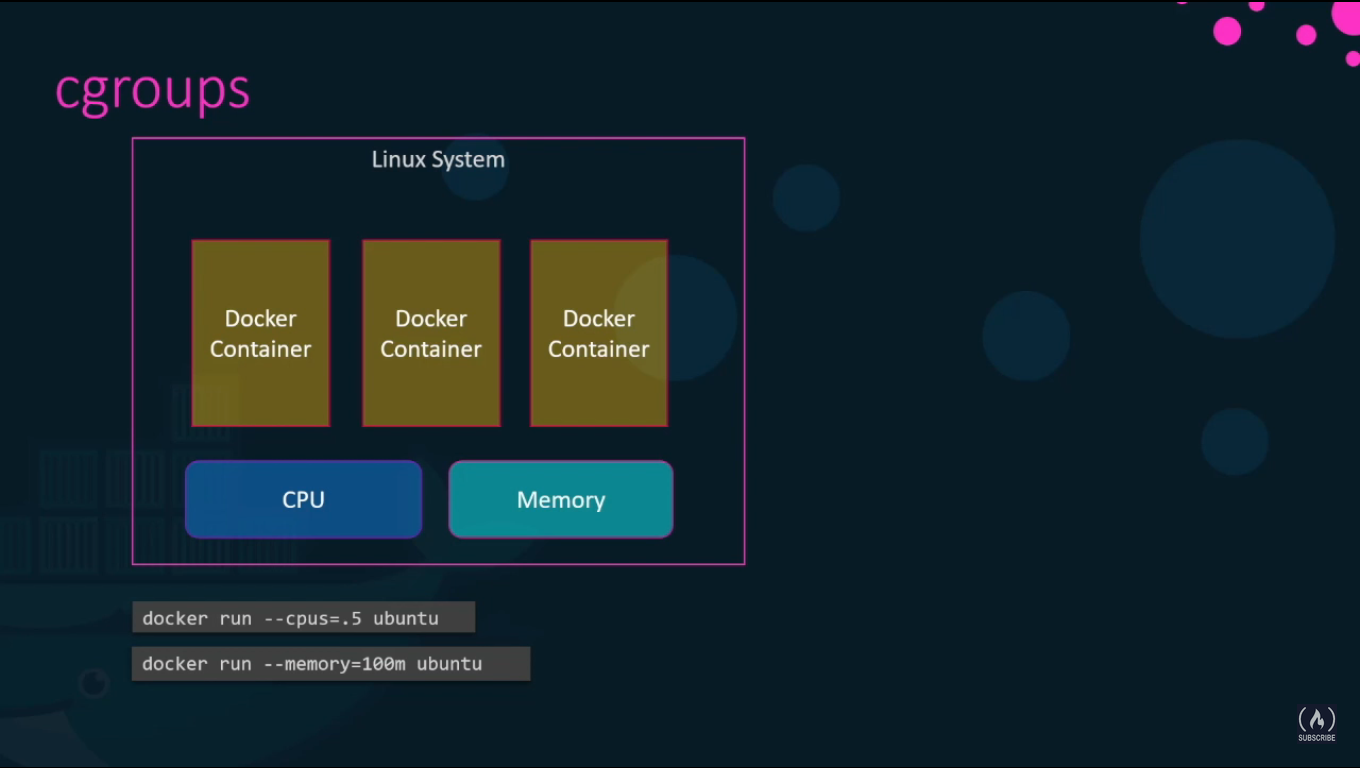 cgroups
Linux System
Docker
Container
Docker
Container
Docker
Container
CPU
Memory
docker run --cpus=.5 ubuntu
docker run --memory=100m ubuntu
SUBSCRIBE